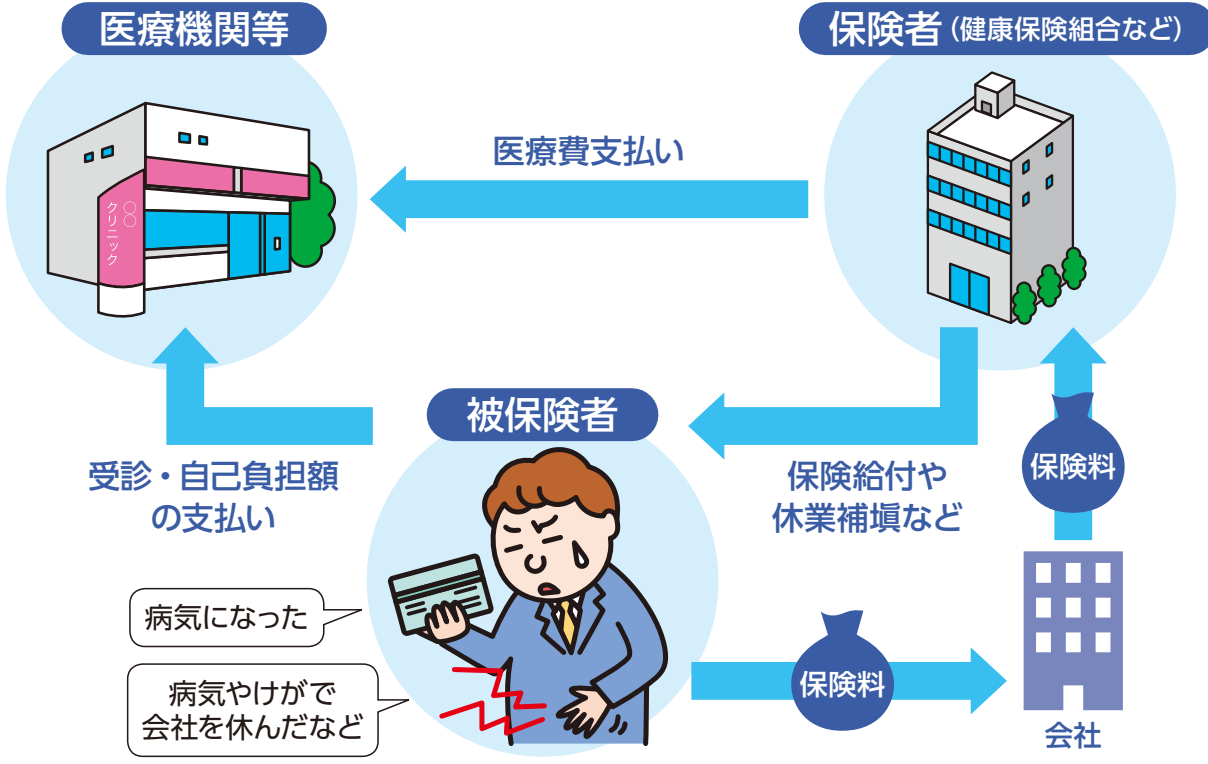 医療機関等
保険者(健康保険組合など)
医療費支払い
○○
クリニック
被保険者
受診・自己負担額
の支払い
保険給付や
休業補塡など
保険料
病気になった
病気やけがで
会社を休んだなど
保険料
会社